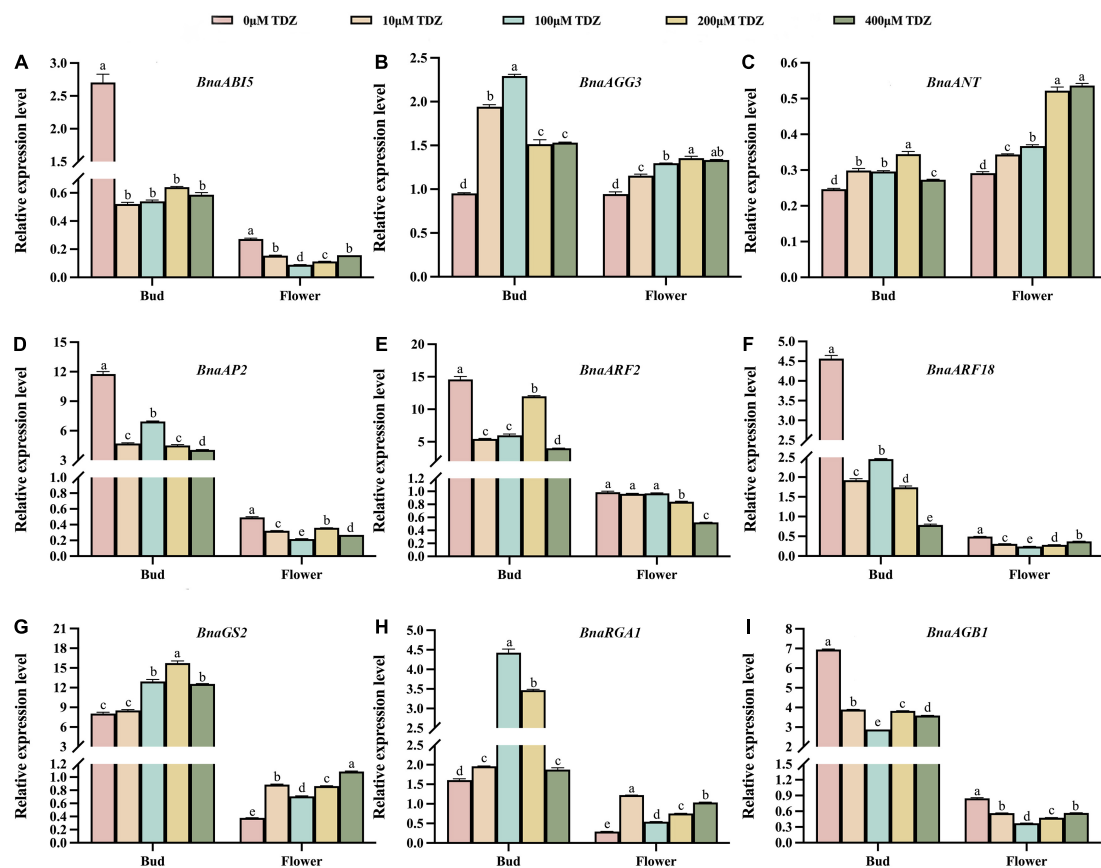 0μM TDZ 10μM TDZ 100μM TDZ 200μM TDZ 400μM TDZ
A BnaABI5
Relative expression level
3.0
2.5
2.0
1.5
0.6
0.4
0.2
0.0
a b b b b
a b d c b
Bud Flower
B BnaAGG3
Relative expression level
2.5
2.0
1.5
1.0
0.5
0.0
d b a c c
d c b a ab
Bud Flower
C BnaANT
Relative expression level
0.6
0.5
0.4
0.3
0.2
0.1
0.0
d b b a c
d c b a a
Bud Flower
D BnaAP2
Relative expression level
15
12
9
6
3
1.0
0.8
0.6
0.4
0.2
0.0
a c b c d
a c e b d
Bud Flower
E BnaARF2
Relative expression level
20
15
10
5
1.2
1.0
0.8
0.6
0.4
0.2
0.0
a c c b d
a a a b c
Bud Flower
F BnaARF18
Relative expression level
5.0
4.5
4.0
3.5
3.0
2.5
2.5
2.0
1.5
1.0
0.5
0.0
a c b d e
a c e d b
Bud Flower
G BnaGS2
Relative expression level
21
18
15
12
9
6
3
1.2
1.0
0.8
0.6
0.4
0.2
0.0
c c b a b
e b d c a
Bud Flower
H BnaRGA1
Relative expression level
5.0
4.5
4.0
3.5
3.0
2.5
2.5
2.0
1.5
1.0
0.5
0.0
d c a b c
e a d c b
Bud Flower
I BnaAGB1
Relative expression level
8
7
6
5
4
3
2
1.5
1.2
0.9
0.6
0.3
0.0
a b e c d
a b d c b
Bud Flower